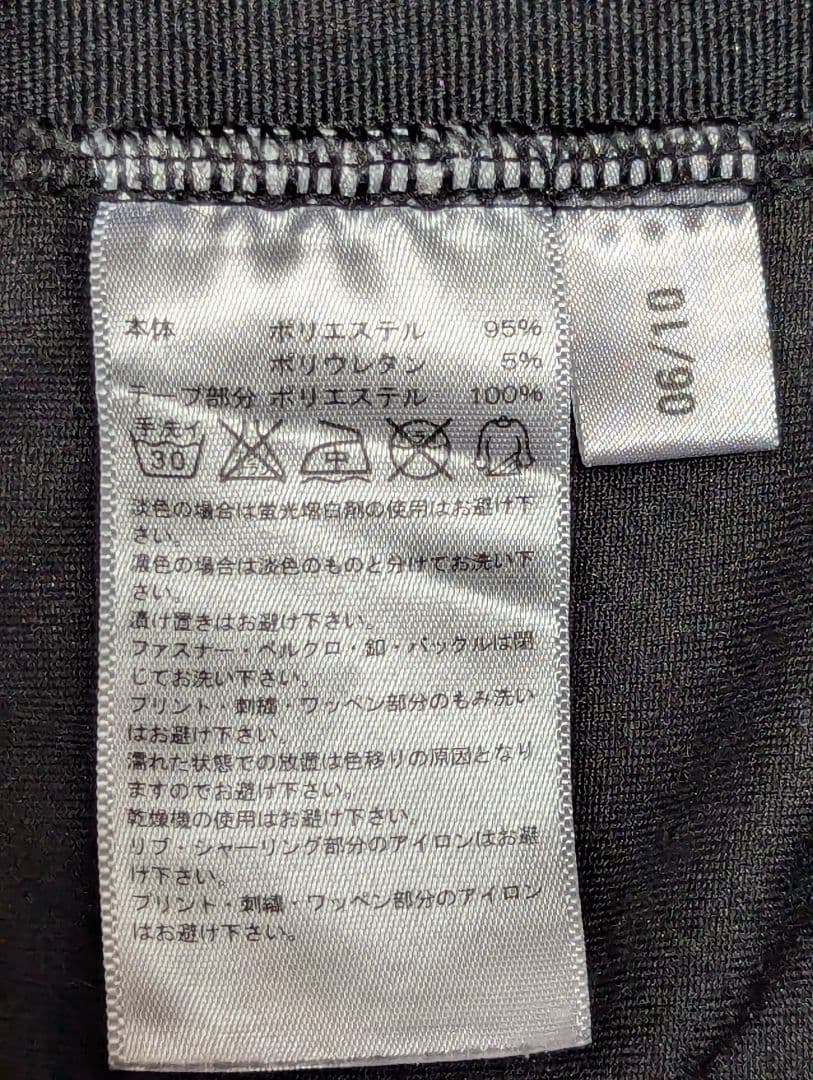 本体 ポリエステル 95%
ポリウレタン 5%
テープ部分 ポリエステル 100%
手洗イ
30
中
淡色の場合は蛍光増白剤の使用はお避け下
さい。
濃色の場合は淡色のものと分けてお洗い下
さい。
漬け置きはお避け下さい。
ファスナー・ベルクロ・釦・バックルは閉
じてお洗い下さい。
プリント・刺繍・ワッペン部分のもみ洗い
はお避け下さい。
濡れた状態での放置は色移りの原因となり
ますのでお避け下さい。
乾燥機の使用はお避け下さい。
リブ・シャーリング部分のアイロンはお避
け下さい。
プリント・刺繍・ワッペン部分のアイロン
はお避け下さい。